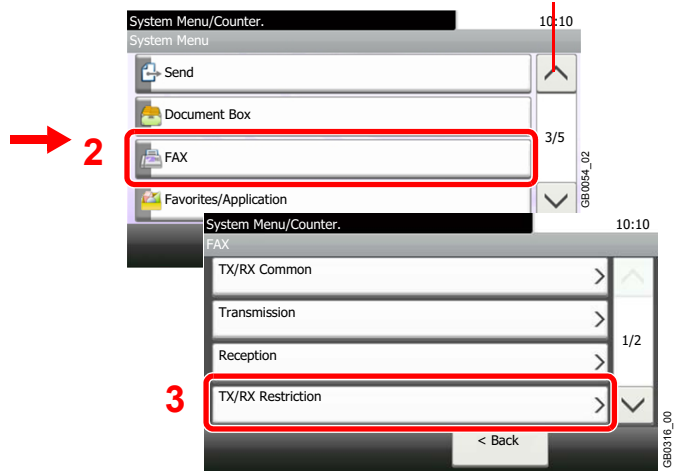 System Menu/Counter.
10:10
System Menu
Send
Document Box
3/5
2
FAX
GB0054_02
Favorites/Application
System Menu/Counter.
10:10
FAX
TX/RX Common
Transmission
1/2
Reception
3
TX/RX Restriction
< Back
GB0316_00